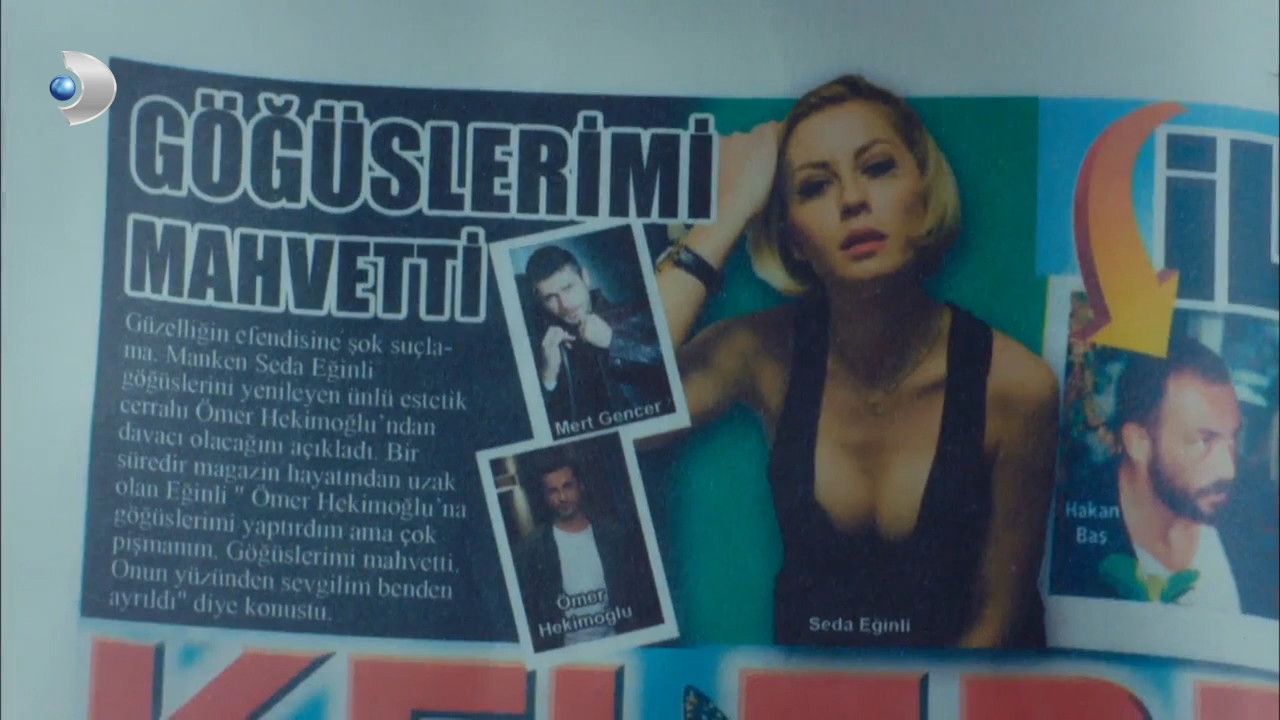 GÖĞÜSLERİMİ
MAHVETTİ
Güzelliğin efendisine şok suçla-
ma. Manken Seda Eğinli
göğüslerini yenileyen ünlü estetik
cerrahı Ömer Hekimoğlu'ndan
davacı olacağını açıkladı. Bir
süredir magazin hayatından uzak
olan Eğinli " Ömer Hekimoğlu'na
göğüslerimi yaptırdım ama çok
pişmanım. Göğüslerimi mahvetti.
Onun yüzünden sevgilim benden
ayrıldı" diye konuştu.
Mert Gencer
Ömer
Hekimoğlu
Seda Eğinli
İL
Hakan
Baş